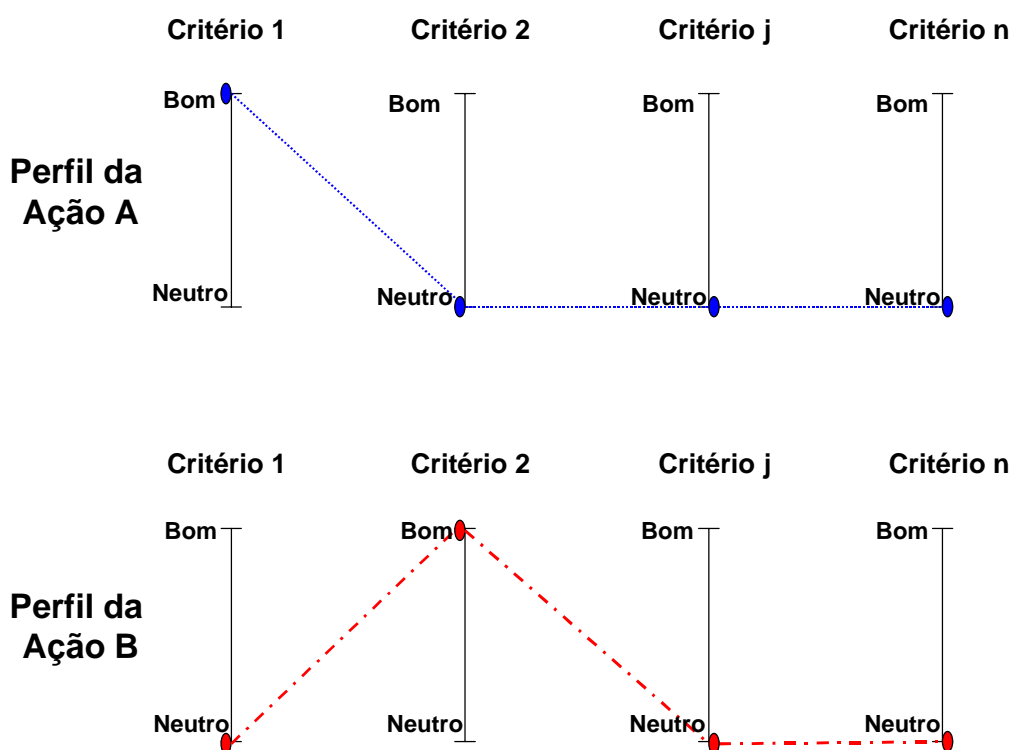 Critério 1 Critério 2 Critério j Critério n
Bom Bom Bom Bom
Perfil da
Ação A
Neutro Neutro Neutro Neutro
Critério 1 Critério 2 Critério j Critério n
Bom Bom Bom Bom
Perfil da
Ação B
Neutro Neutro Neutro Neutro